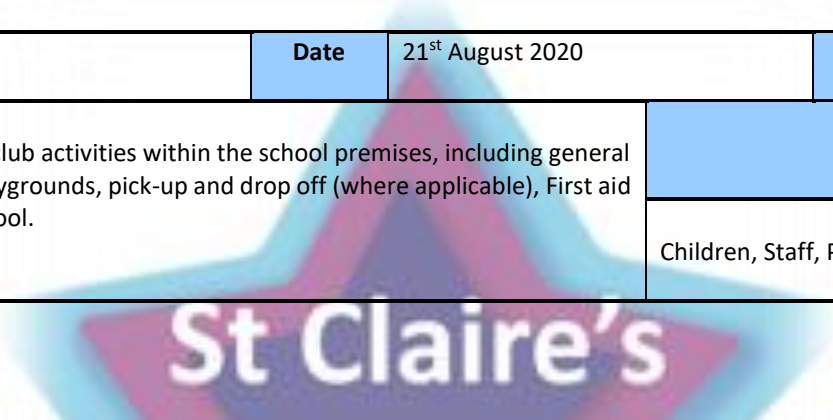 Date 21st August 2020
club activities within the school premises, including general
ygrounds, pick-up and drop off (where applicable), First aid
ool.
Children, Staff, P
St Claire's